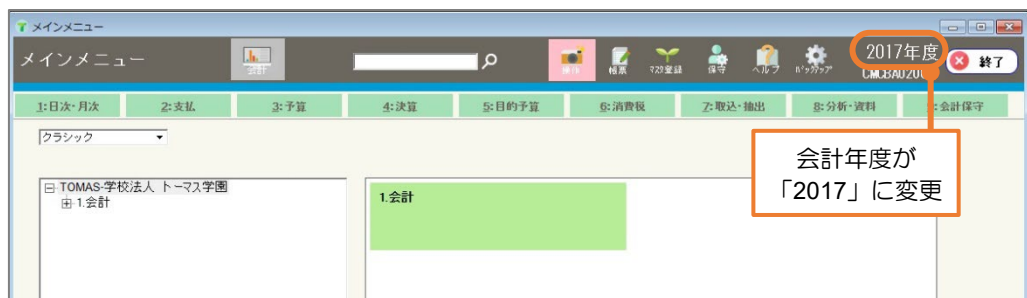 メインメニュー
メインメニュー
会計
操作
帳票
マスタ登録
保守
ヘルプ
バックアップ
2017年度
終了
1:日次・月次
2:支払
3:予算
4:決算
5:目的予算
6:消費税
7:取込・抽出
8:分析・資料
会計保守
クラシック
会計年度が
「2017」に変更
TOMAS-学校法人 トーマス学園
1.会計
1.会計